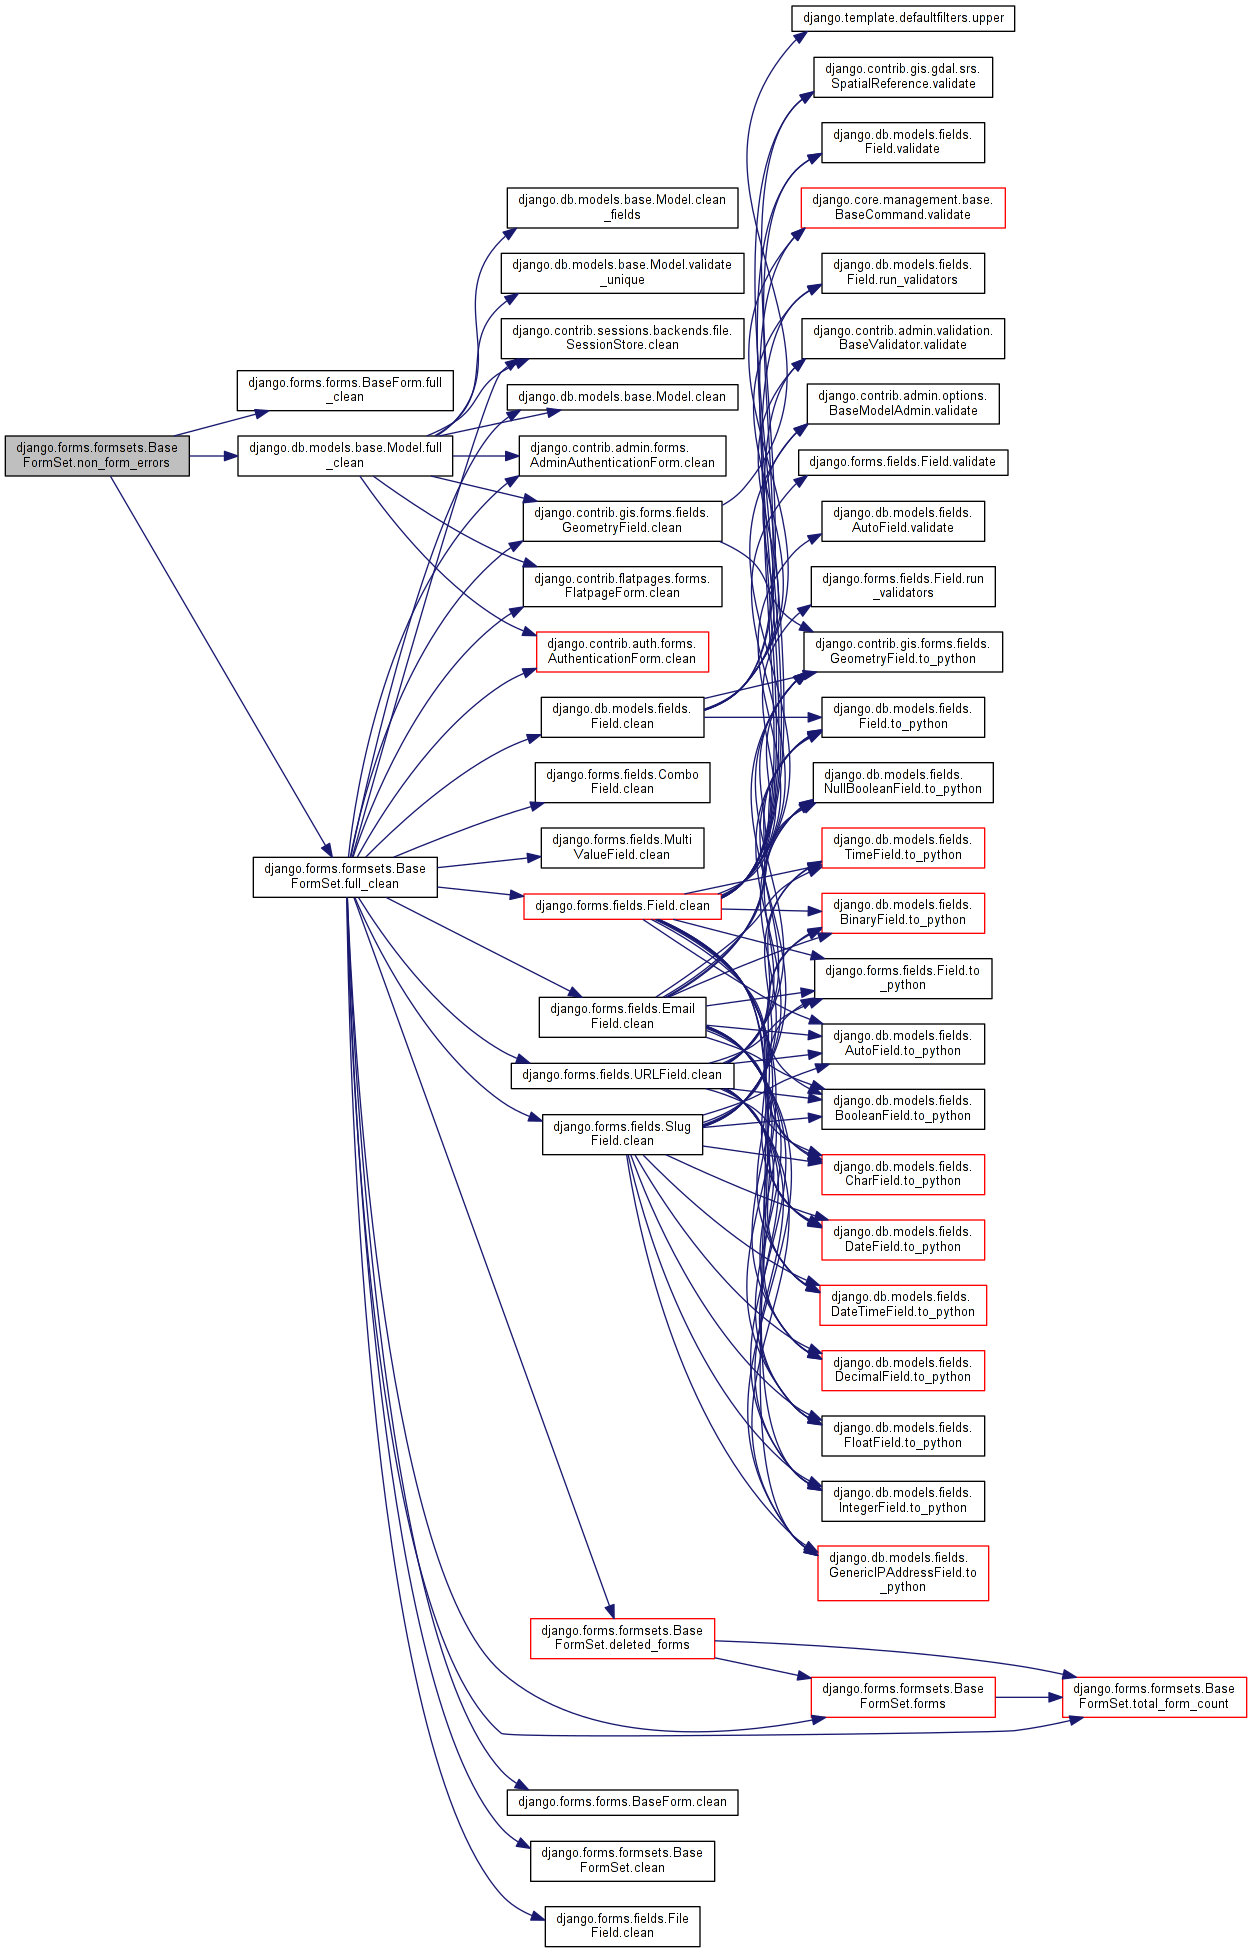 django.forms.formsets.Base
FormSet.non_form_errors
django.forms.forms.BaseForm.full
_clean
django.db.models.base.Model.full
_clean
django.forms.formsets.Base
FormSet.full_clean
django.db.models.base.Model.clean
_fields
django.db.models.base.Model.validate
_unique
django.contrib.sessions.backends.file.
SessionStore.clean
django.db.models.base.Model.clean
django.contrib.admin.forms.
AdminAuthenticationForm.clean
django.contrib.gis.forms.fields.
GeometryField.clean
django.contrib.flatpages.forms.
FlatpageForm.clean
django.contrib.auth.forms.
AuthenticationForm.clean
django.db.models.fields.
Field.clean
django.forms.fields.Combo
Field.clean
django.forms.fields.Multi
ValueField.clean
django.forms.fields.Field.clean
django.forms.fields.Email
Field.clean
django.forms.fields.URLField.clean
django.forms.fields.Slug
Field.clean
django.forms.formsets.Base
FormSet.deleted_forms
django.forms.forms.BaseForm.clean
django.forms.formsets.Base
FormSet.clean
django.forms.fields.File
Field.clean
django.template.defaultfilters.upper
django.contrib.gis.gdal.srs.
SpatialReference.validate
django.db.models.fields.
Field.validate
django.core.management.base.
BaseCommand.validate
django.db.models.fields.
Field.run_validators
django.contrib.admin.validation.
BaseValidator.validate
django.contrib.admin.options.
BaseModelAdmin.validate
django.forms.fields.Field.validate
django.db.models.fields.
AutoField.validate
django.forms.fields.Field.run
_validators
django.contrib.gis.forms.fields.
GeometryField.to_python
django.db.models.fields.
Field.to_python
django.db.models.fields.
NullBooleanField.to_python
django.db.models.fields.
TimeField.to_python
django.db.models.fields.
BinaryField.to_python
django.forms.fields.Field.to
_python
django.db.models.fields.
AutoField.to_python
django.db.models.fields.
BooleanField.to_python
django.db.models.fields.
CharField.to_python
django.db.models.fields.
DateField.to_python
django.db.models.fields.
DateTimeField.to_python
django.db.models.fields.
DecimalField.to_python
django.db.models.fields.
FloatField.to_python
django.db.models.fields.
IntegerField.to_python
django.db.models.fields.
GenericIPAddressField.to
_python
django.forms.formsets.Base
FormSet.forms
django.forms.formsets.Base
FormSet.total_form_count